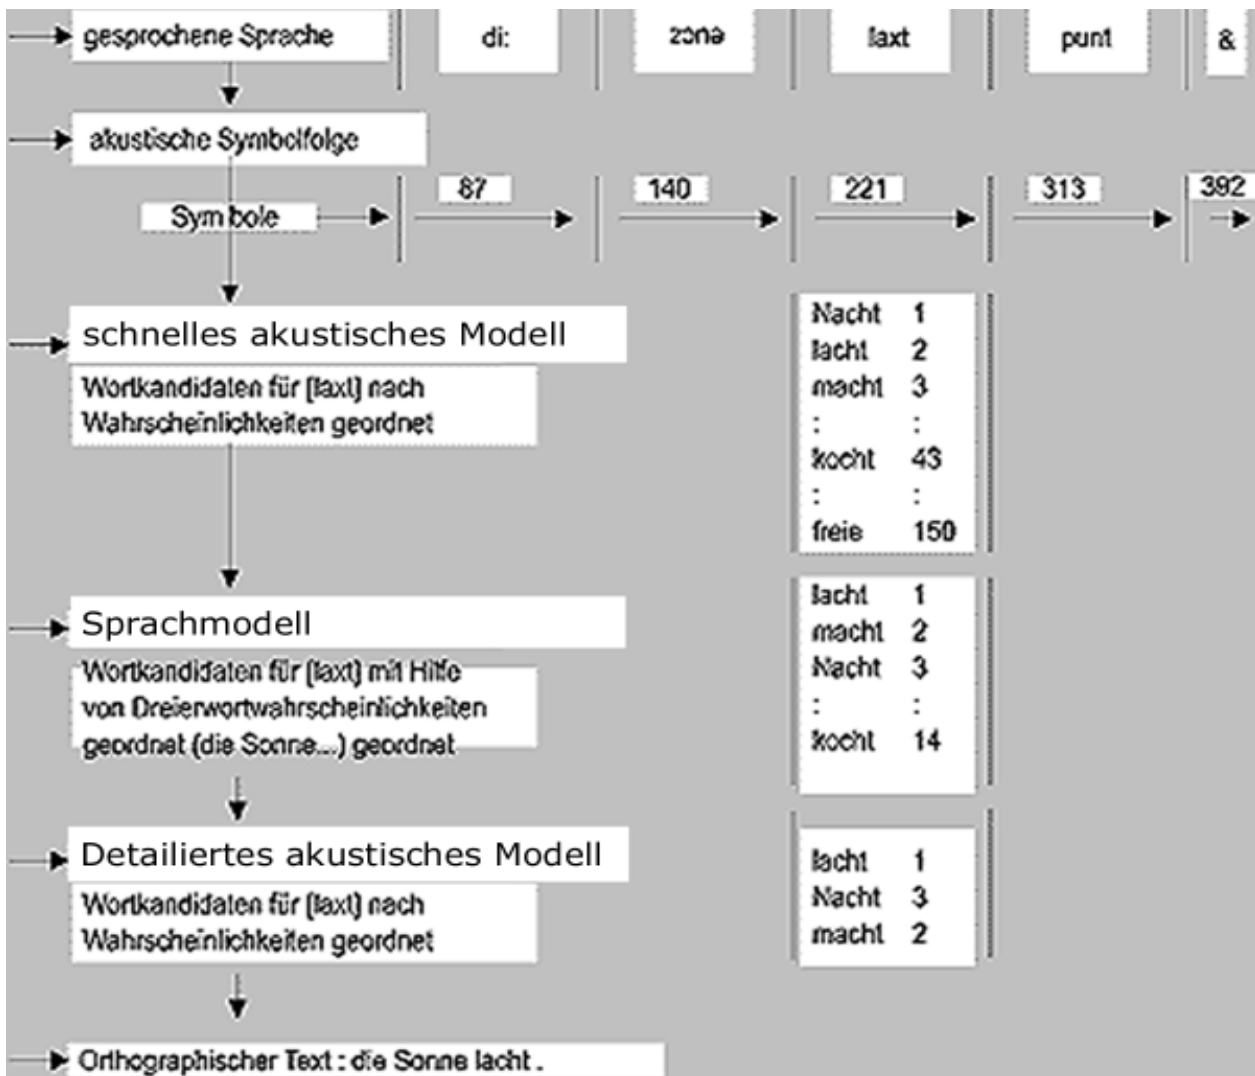 gesprochene Sprache di: zonə laxt punt &
akustische Symbolfolge
87 140 221 313 392
Symbole
schnelles akustisches Modell
Wortkandidaten für [laxt] nach
Wahrscheinlichkeiten geordnet
Nacht 1
lacht 2
macht 3
: :
kocht 43
: :
freie 150
Sprachmodell
Wortkandidaten für [laxt] mit Hilfe
von Dreierwortwahrscheinlichkeiten
geordnet (die Sonne...) geordnet
lacht 1
macht 2
Nacht 3
: :
kocht 14
Detailiertes akustisches Modell
Wortkandidaten für [laxt] nach
Wahrscheinlichkeiten geordnet
lacht 1
Nacht 3
macht 2
Orthographischer Text : die Sonne lacht .